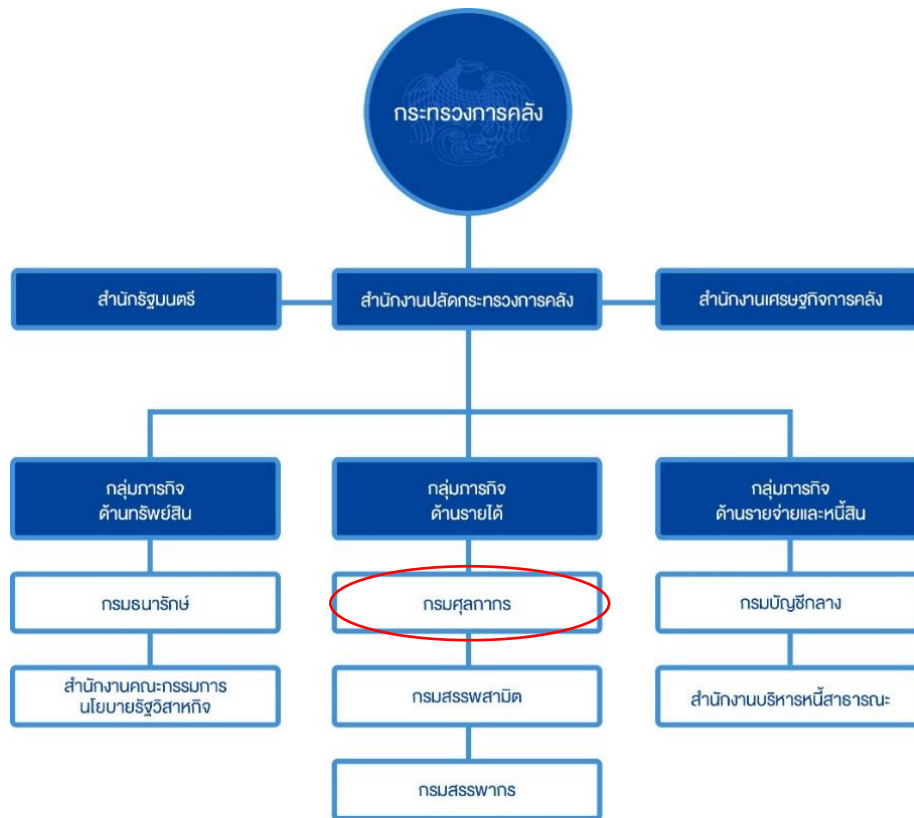 กระทรวงการคลัง
สำนักรัฐมนตรี
สำนักงานปลัดกระทรวงการคลัง
สำนักงานเศรษฐกิจการคลัง
กลุ่มภารกิจ
ด้านทรัพย์สิน
กลุ่มภารกิจ
ด้านรายได้
กลุ่มภารกิจ
ด้านรายจ่ายและหนี้สิน
กรมธนารักษ์
กรมศุลกากร
กรมบัญชีกลาง
สำนักงานคณะกรรมการ
นโยบายรัฐวิสาหกิจ
กรมสรรพสามิต
สำนักงานบริหารหนี้สาธารณะ
กรมสรรพากร